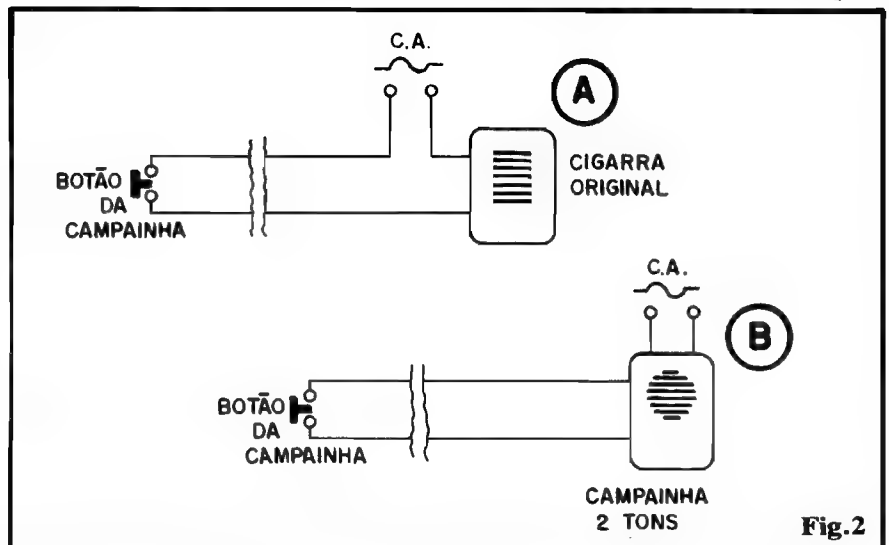 C.A.
A
BOTÃO
DA
CAMPAINHA
CIGARRA
ORIGINAL
C.A.
B
BOTÃO
DA
CAMPAINHA
CAMPAINHA
2 TONS
Fig.2